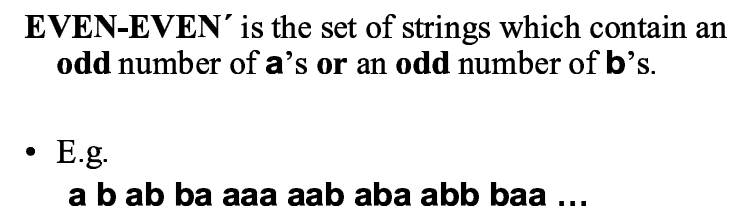 EVEN-EVEN´ is the set of strings which contain an
odd number of a’s or an odd number of b’s.
• E.g.
a b ab ba aaa aab aba abb baa …